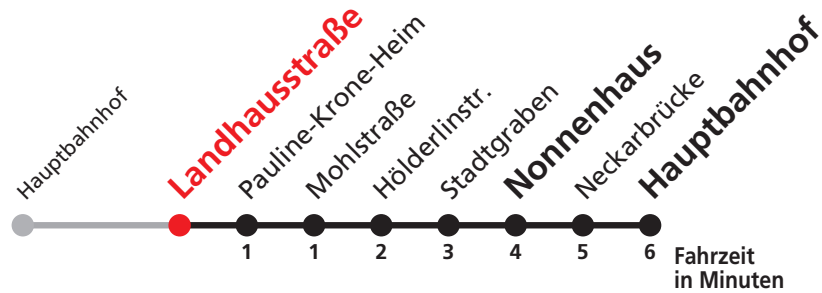 Hauptbahnhof
Landhausstraße
Pauline-Krone-Heim
Mohlstraße
Hölderlinstr.
Stadtgraben
Nonnenhaus
Neckarbrücke
Hauptbahnhof
1 1 2 3 4 5 6
Fahrzeit
in Minuten